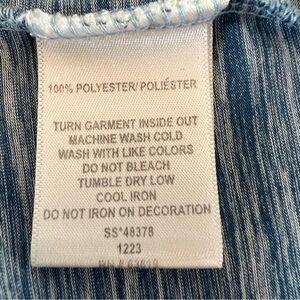 100% POLYESTER/POLIÉSTER
TURN GARMENT INSIDE OUT
MACHINE WASH COLD
WASH WITH LIKE COLORS
DO NOT BLEACH
TUMBLE DRY LOW
COOL IRON
DO NOT IRON ON DECORATION
SS*48378
1223